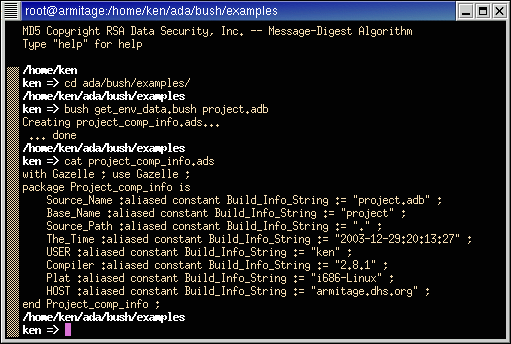 root@armitage:/home/ken/ada/bush/examples
MD5 Copyright RSA Data Security, Inc. -- Message-Digest Algorithm
Type "help" for help
/home/ken
ken => cd ada/bush/examples/
/home/ken/ada/bush/examples
ken => bush get_env_data.bush project.adb
Creating project_comp_info.ads...
... done
/home/ken/ada/bush/examples
ken => cat project_comp_info.ads
with Gazelle ; use Gazelle ;
package Project_comp_info is
Source_Name :aliased constant Build_Info_String := "project.adb" ;
Base_Name :aliased constant Build_Info_String := "project" ;
Source_Path :aliased constant Build_Info_String := "." ;
The_Time :aliased constant Build_Info_String := "2003-12-29:20:13:27" ;
USER :aliased constant Build_Info_String := "ken" ;
Compiler :aliased constant Build_Info_String := "2.8.1" ;
Plat :aliased constant Build_Info_String := "i686-Linux" ;
HOST :aliased constant Build_Info_String := "armitage.dhs.org" ;
end Project_comp_info ;
/home/ken/ada/bush/examples
ken =>